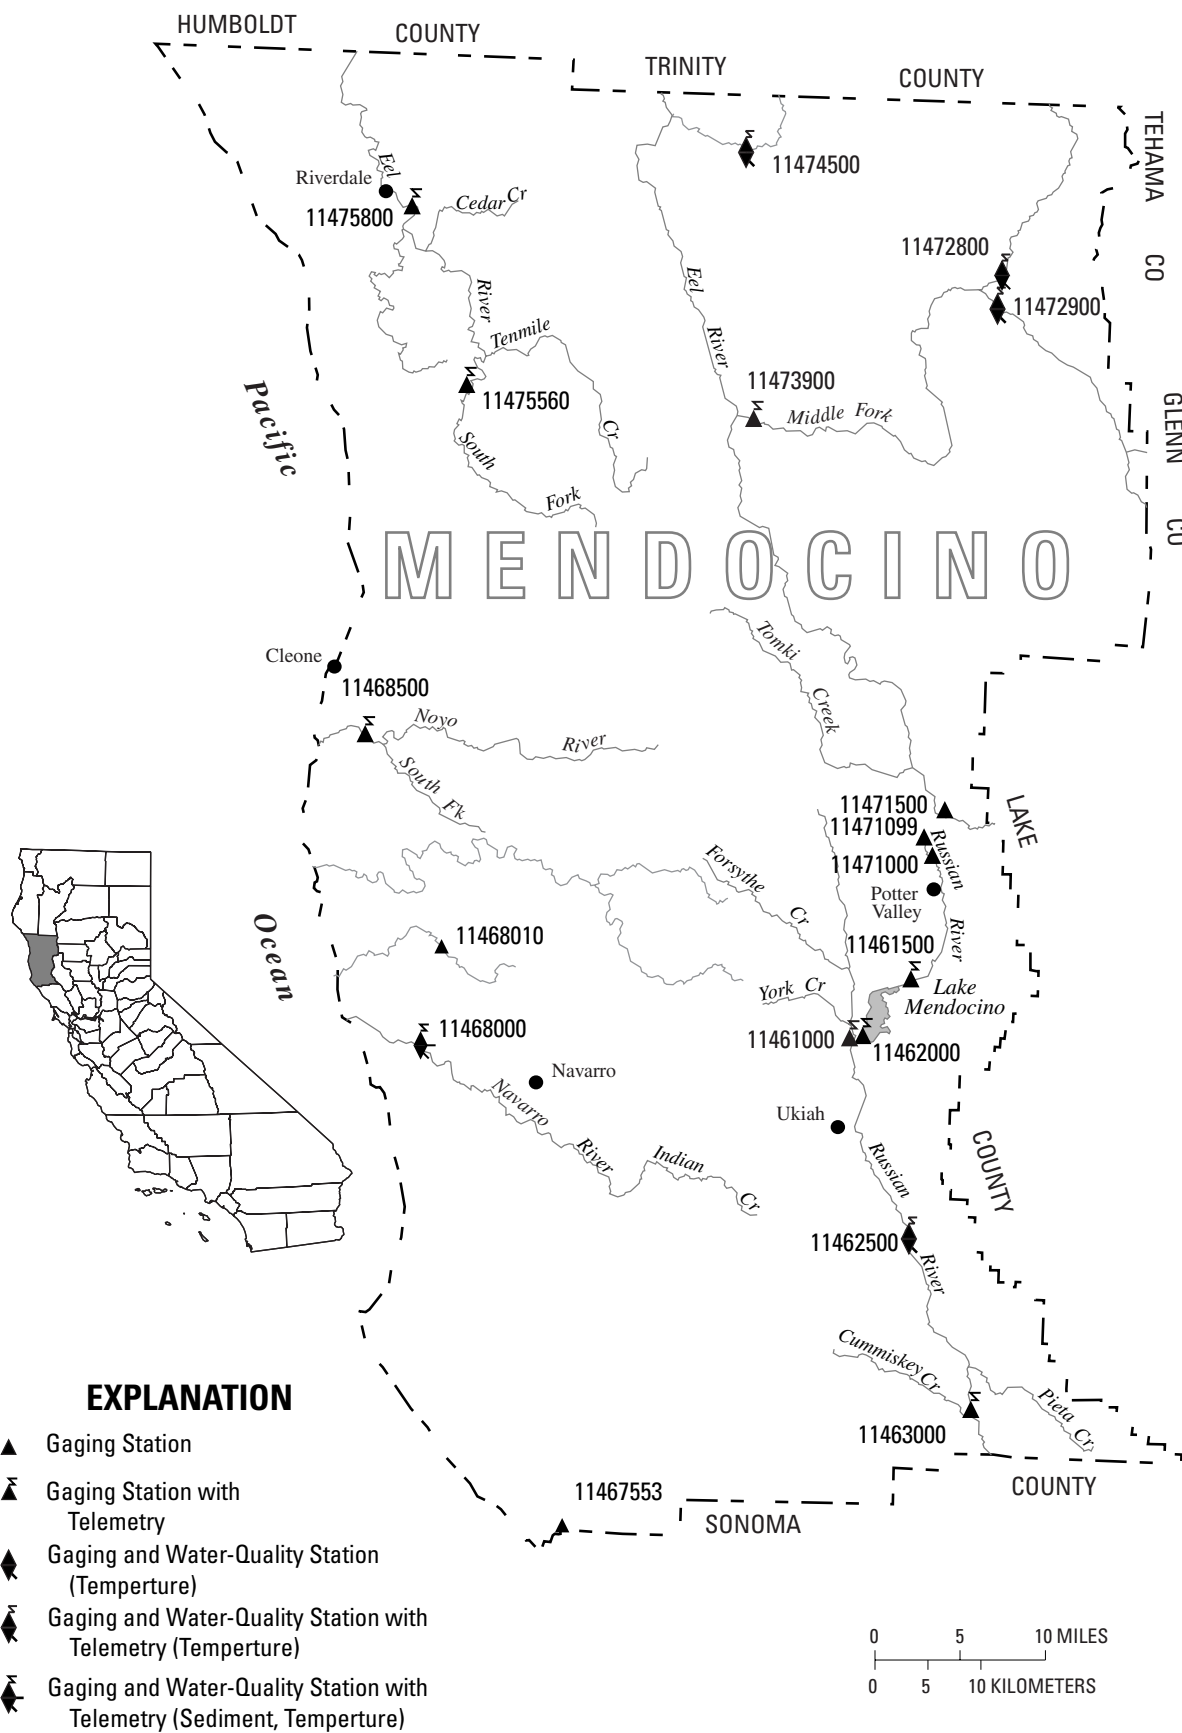 HUMBOLDT COUNTY
TRINITY COUNTY
TEHAMA CO
11474500
Eel
Riverdale
Cedar Cr
11475800
11472800
Eel
River
11472900
River
Tenmile
11473900
Pacific
11475560
Middle Fork
GLENN CO
Cr
South
Fork
MENDOCINO
Tomki
Cleone
11468500
Creek
Noyo
River
South Fk
11471500
LAKE
11471099
Russian
11471000
Forsythe
Potter
Valley
Cr
Ocean
11468010
River
11461500
York Cr
Lake
Mendocino
11468000
11461000
11462000
Navarro
Navarro
Ukiah
River
Indian
Russian
COUNTY
Cr
11462500
River
Cummiskey Cr
EXPLANATION
Pieta Cr
Gaging Station
11463000
Gaging Station with
Telemetry
11467553
COUNTY
SONOMA
Gaging and Water-Quality Station
(Temperture)
Gaging and Water-Quality Station with
Telemetry (Temperture)
0 5 10 MILES
0 5 10 KILOMETERS
Gaging and Water-Quality Station with
Telemetry (Sediment, Temperture)